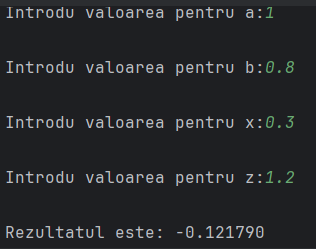 Introdu valoarea pentru a:1
Introdu valoarea pentru b:0.8
Introdu valoarea pentru x:0.3
Introdu valoarea pentru z:1.2
Rezultatul este: -0.121790